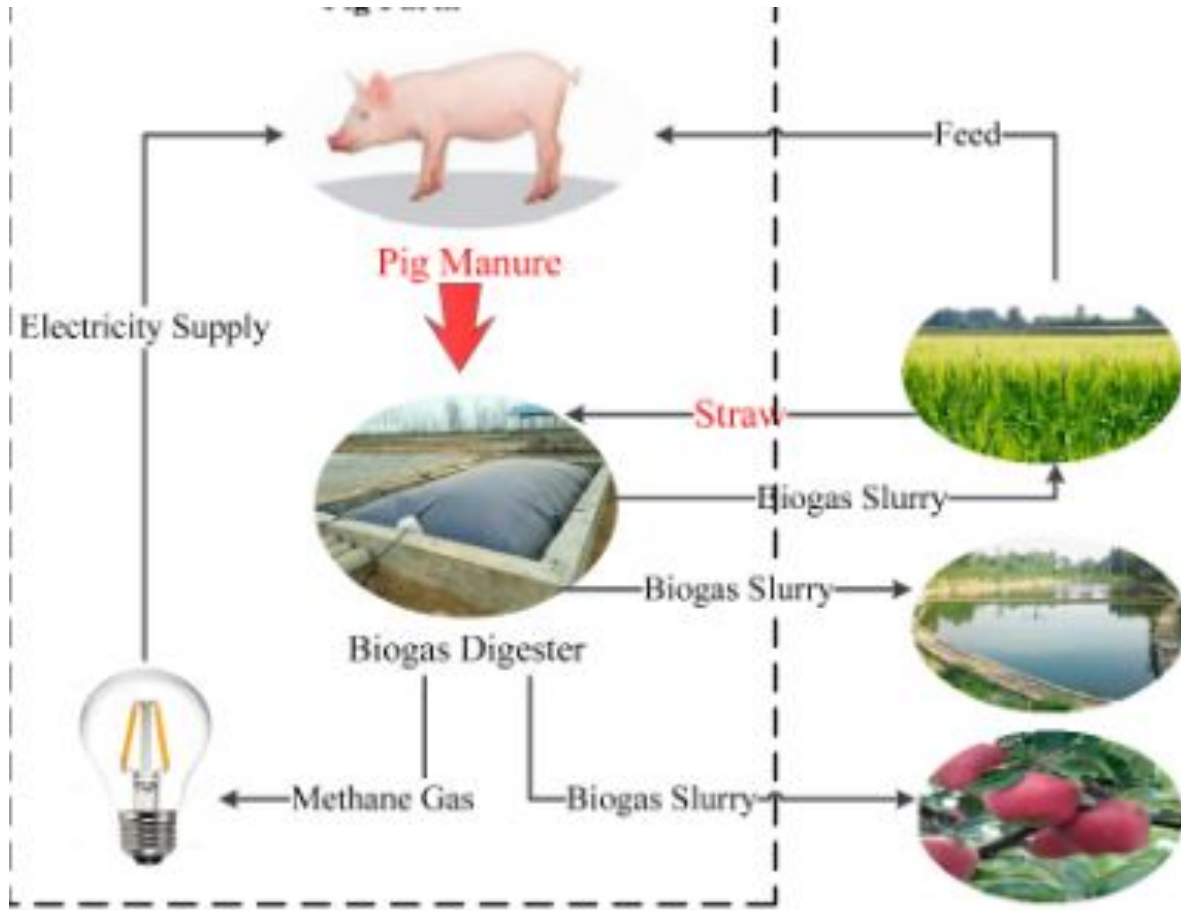 Pig Manure
Feed
Electricity Supply
Straw
Biogas Slurry
Biogas Slurry
Biogas Digester
Methane Gas
Biogas Slurry